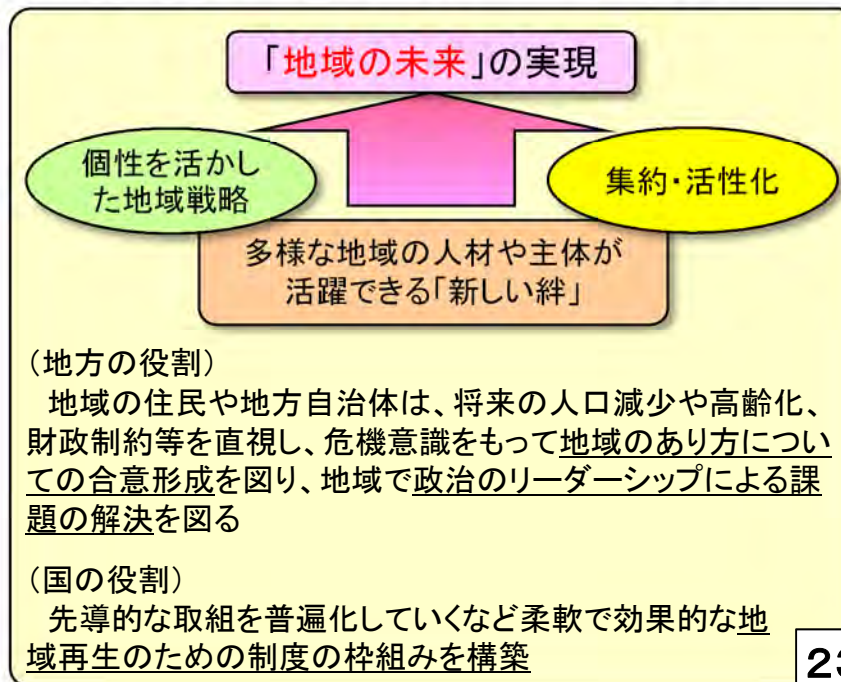 「地域の未来」の実現
個性を活かし
た地域戦略
集約・活性化
多様な地域の人材や主体が
活躍できる「新しい絆」
(地方の役割)
地域の住民や地方自治体は、将来の人口減少や高齢化、
財政制約等を直視し、危機意識をもって地域のあり方につい
ての合意形成を図り、地域で政治のリーダーシップによる課
題の解決を図る
(国の役割)
先導的な取組を普遍化していくなど柔軟で効果的な地
域再生のための制度の枠組みを構築
23